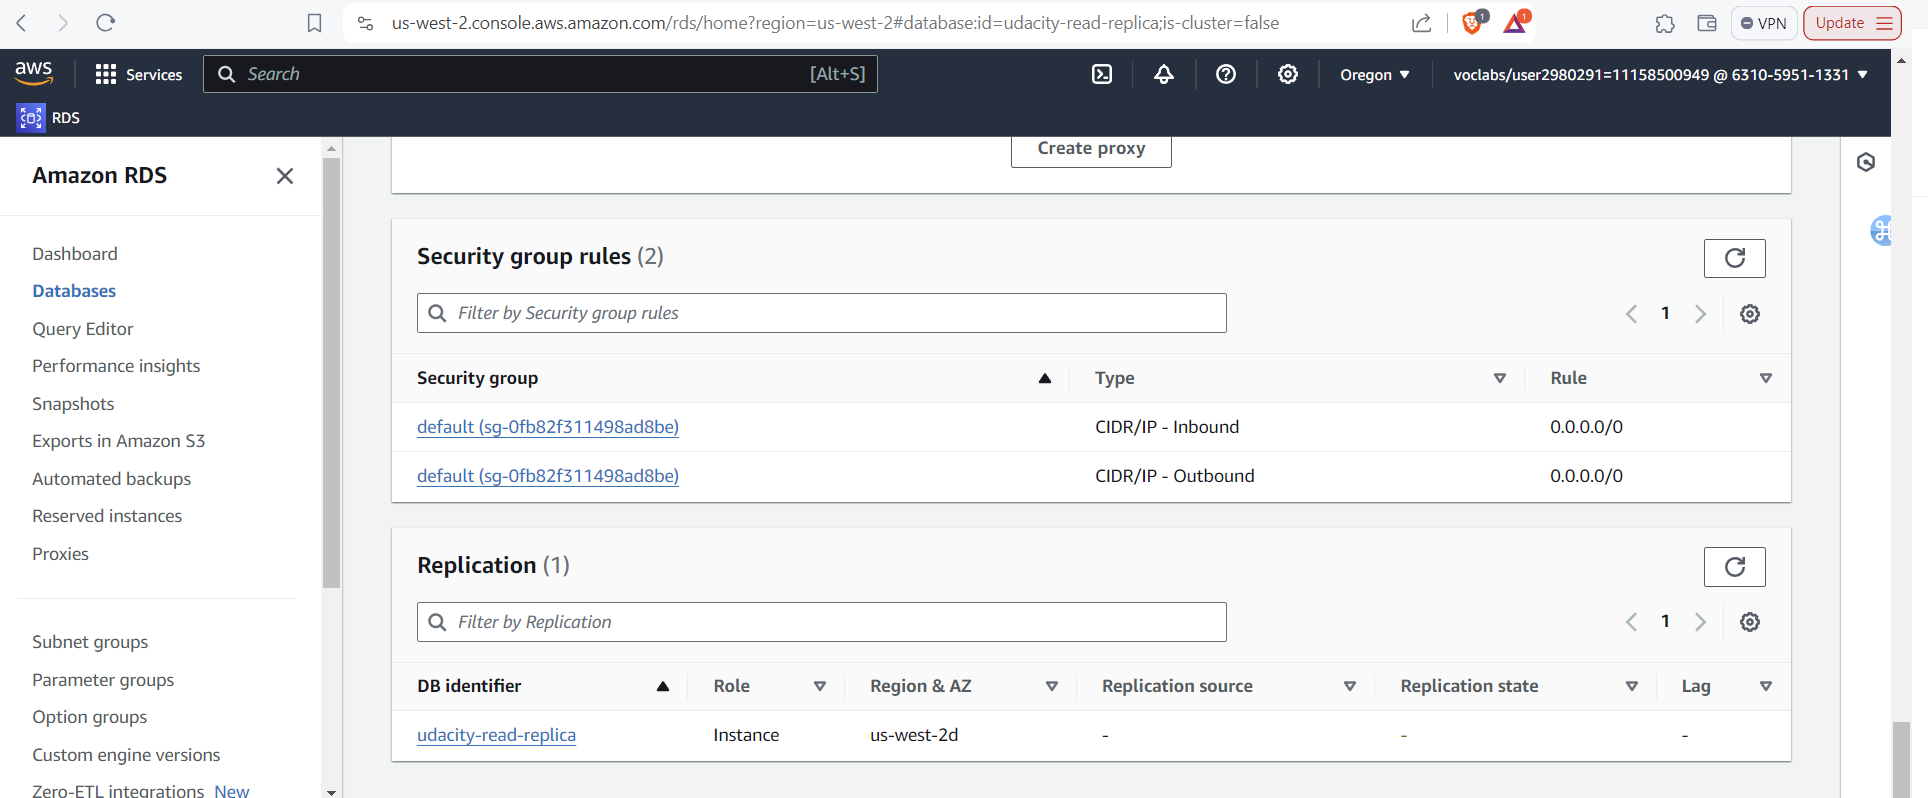 us-west-2.console.aws.amazon.com/rds/home?region=us-west-2#database:id=udacity-read-replica;is-cluster=false
1
1
VPN
Update
aws
Services
Search
[Alt+S]
Oregon
voclabs/user2980291=11158500949 @ 6310-5951-1331
RDS
Amazon RDS
Dashboard
Databases
Query Editor
Performance insights
Snapshots
Exports in Amazon S3
Automated backups
Reserved instances
Proxies
Subnet groups
Parameter groups
Option groups
Custom engine versions
Zero-ETL integrations New
Create proxy
Security group rules (2)
Filter by Security group rules
1
Security group Type Rule
default (sg-0fb82f311498ad8be) CIDR/IP - Inbound 0.0.0.0/0
default (sg-0fb82f311498ad8be) CIDR/IP - Outbound 0.0.0.0/0
Replication (1)
Filter by Replication
1
DB identifier Role Region & AZ Replication source Replication state Lag
udacity-read-replica Instance us-west-2d - - -